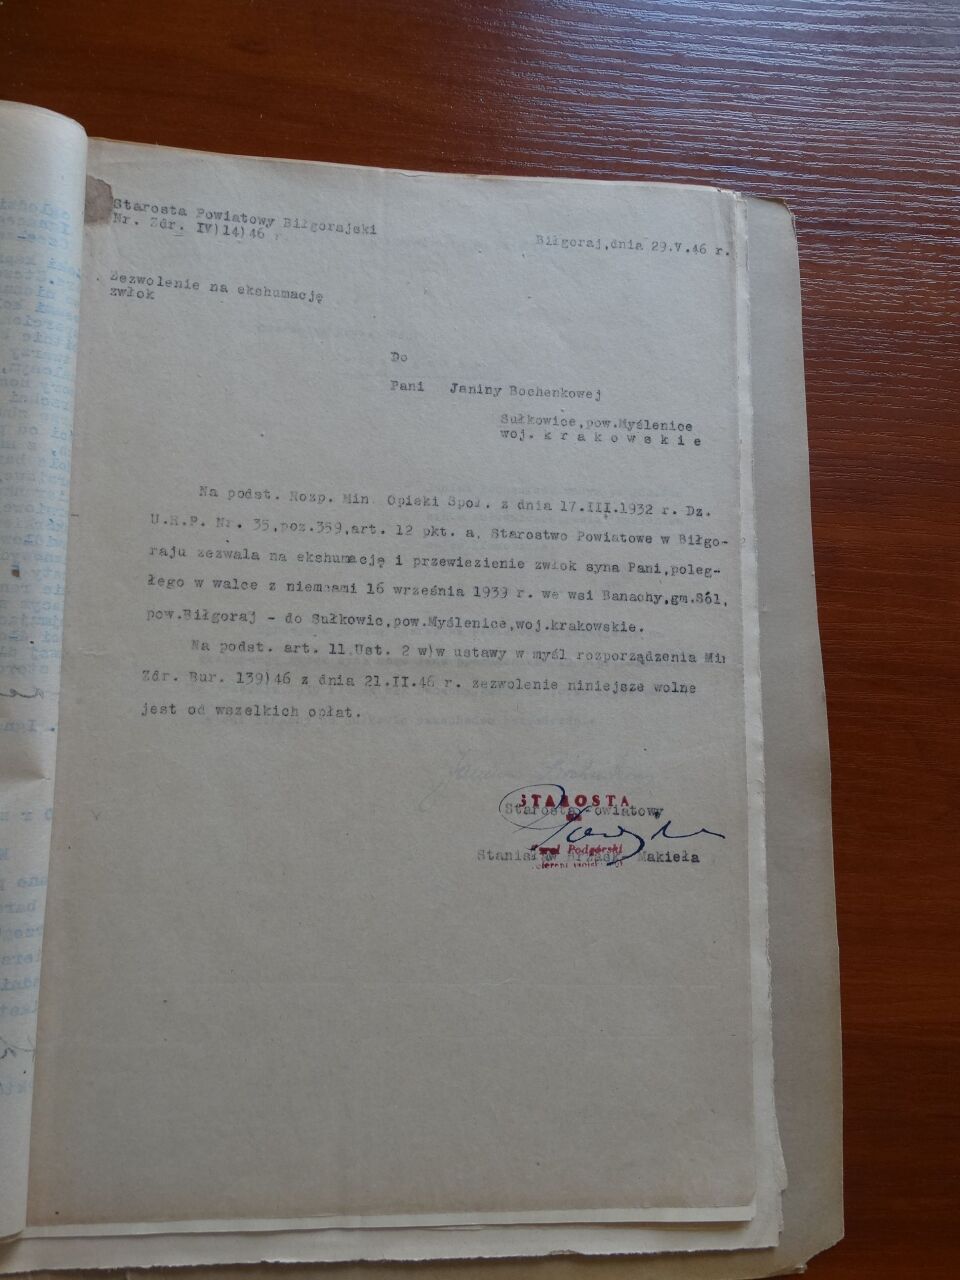 Starosta Powiatowy Biłgorajski
Nr. Zdr. IV)14)46
Biłgoraj,dnia 29.V.46 r.
Zezwolenie na ekshumację
zwłok
Do
Pani Janiny Bochenkowej
Sułkowice,pow.Myślenice
woj. k r a k o w s k i e
Na podst. Rozp. Min. Opieki Społ. z dnia 17.III.1932 r. Dz.
U.R.P. Nr. 35,poz.359,art. 12 pkt. a, Starostwo Powiatowe w Biłgo-
raju zezwala na ekshumację i przewiezienie zwłok syna Pani,poleg-
łego w walce z niemcami 16 września 1939 r. we wsi Banachy,gm.Sól,
pow.Biłgoraj - do Sułkowic,pow.Myślenice,woj.krakowskie.
Na podst. art. 11 Ust. 2 w)w ustawy w myśl rozporządzenia Min
Zdr. Bur. 139)46 z dnia 21.II.46 r. zezwolenie niniejsze wolne
jest od wszelkich opłat.
STAROSTA
Starosta Powiatowy
Podgórski
Stanisław Makieła